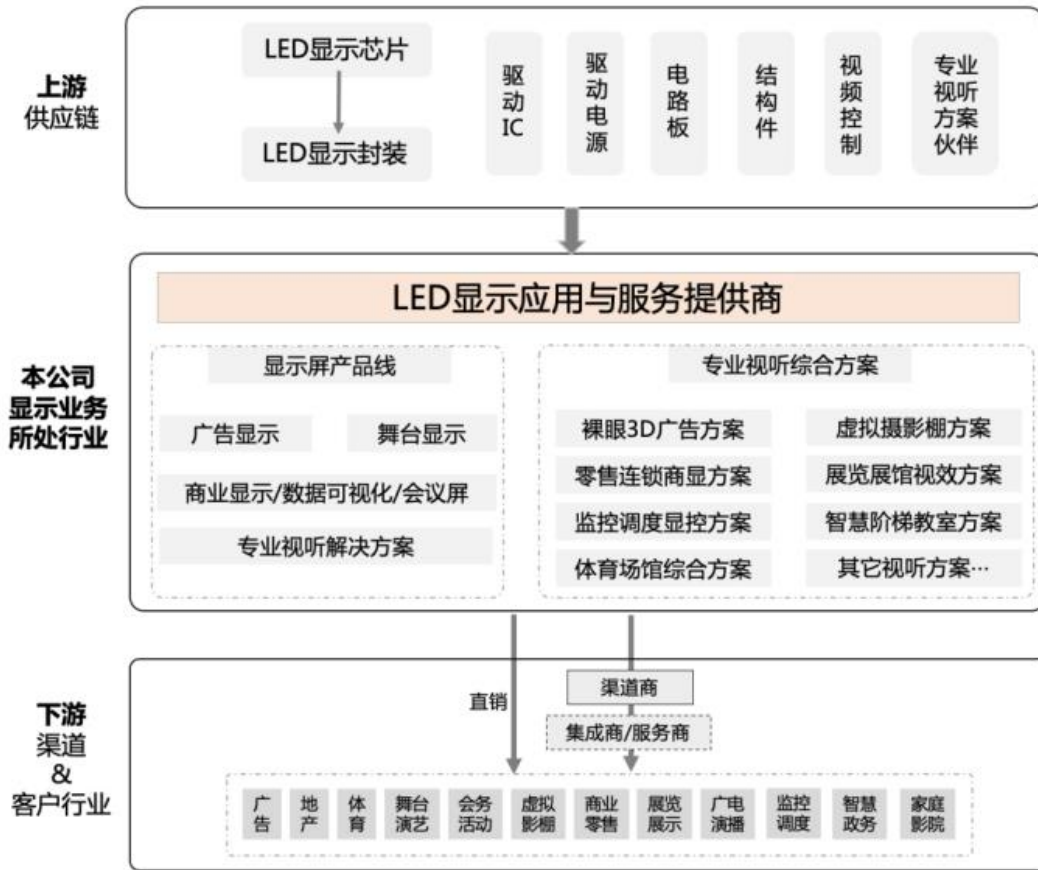 上游
供应链
LED显示芯片
LED显示封装
驱动IC
驱动电源
电路板
结构件
视频控制
专业
视听
方案
伙伴
LED显示应用与服务提供商
本公司
显示业务
所处行业
显示屏产品线
广告显示
舞台显示
商业显示/数据可视化/会议屏
专业视听解决方案
专业视听综合方案
裸眼3D广告方案
虚拟摄影棚方案
零售连锁商显方案
展览展馆视效方案
监控调度显控方案
智慧阶梯教室方案
体育场馆综合方案
其它视听方案…
下游
渠道
&
客户行业
直销
渠道商
集成商/服务商
广告
地产
体育
舞台
演艺
会务
活动
虚拟
影棚
商业
零售
展览
展示
广电
演播
监控
调度
智慧
政务
家庭
影院